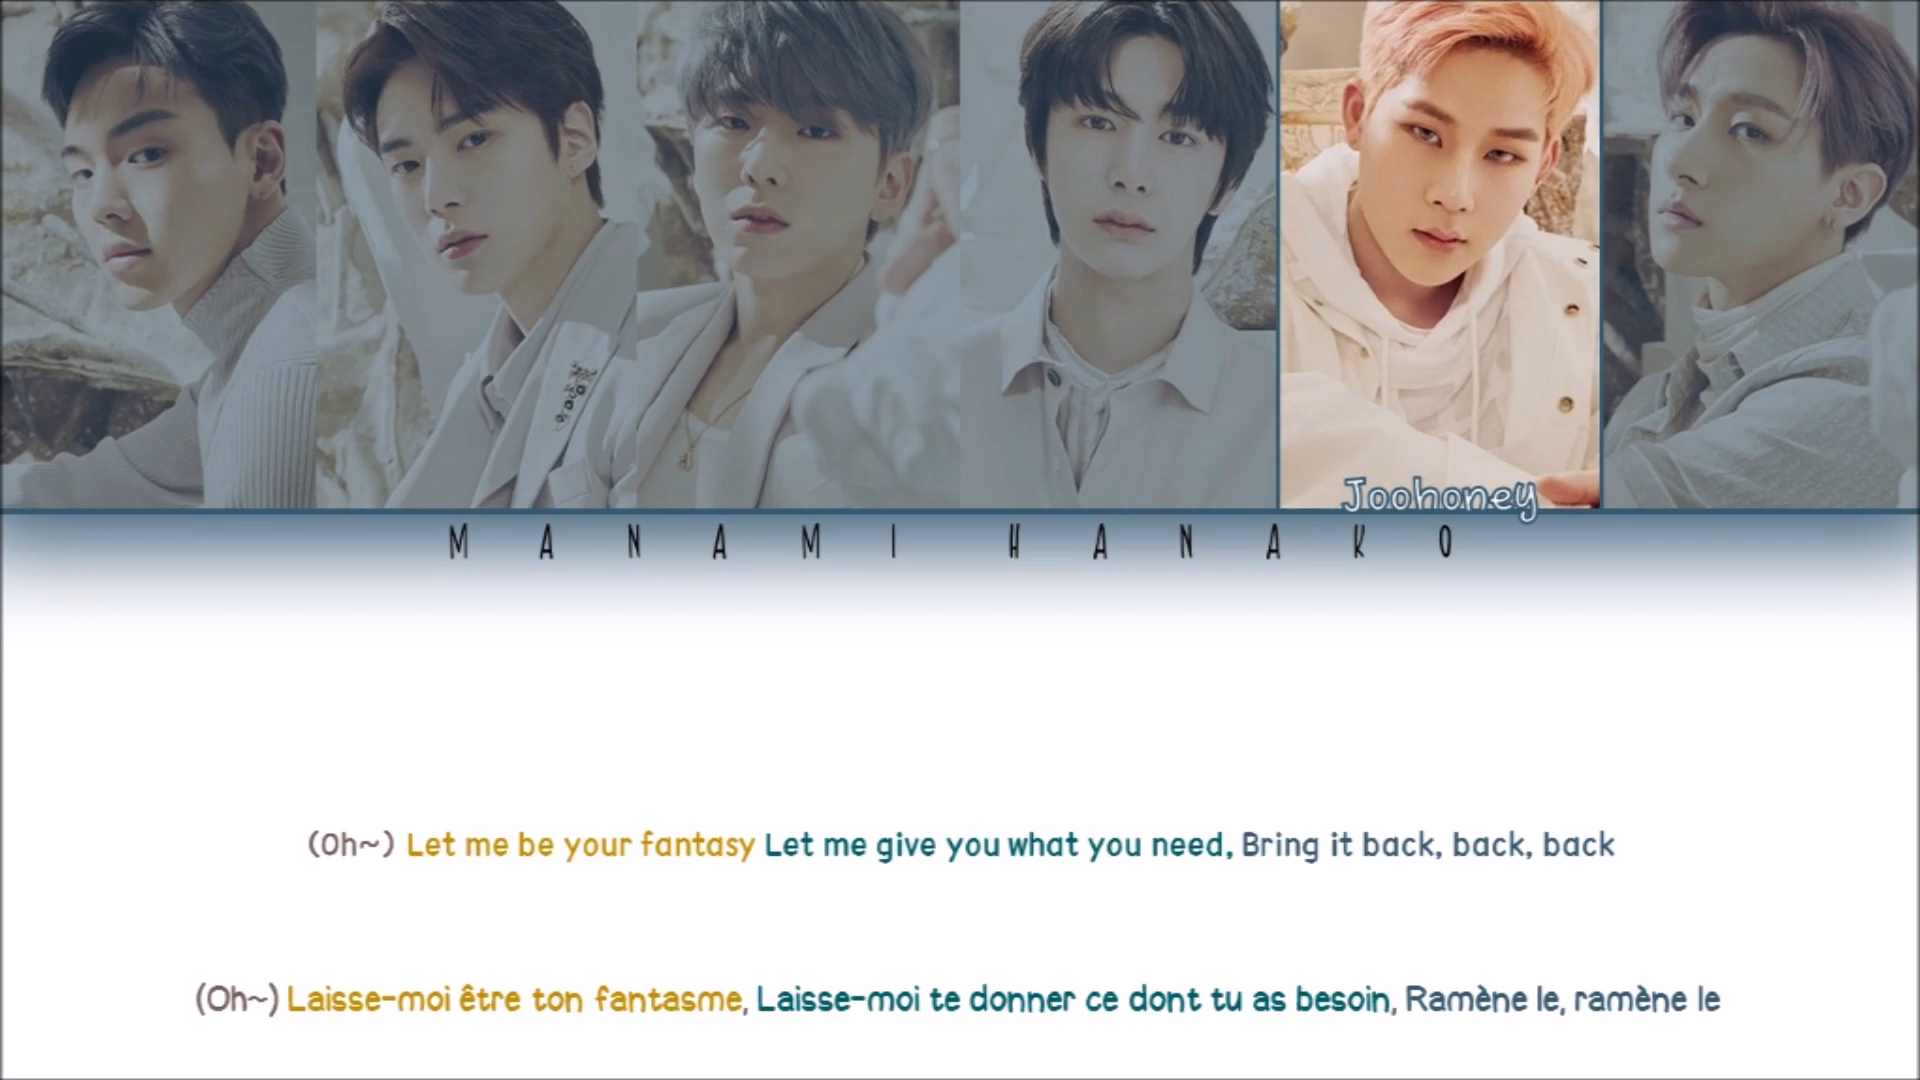 Joohoney
MANAMI HANAKO
(Oh~) Let me be your fantasy Let me give you what you need, Bring it back, back, back
(Oh~) Laisse-moi être ton fantasme, Laisse-moi te donner ce dont tu as besoin, Ramène le, ramène le